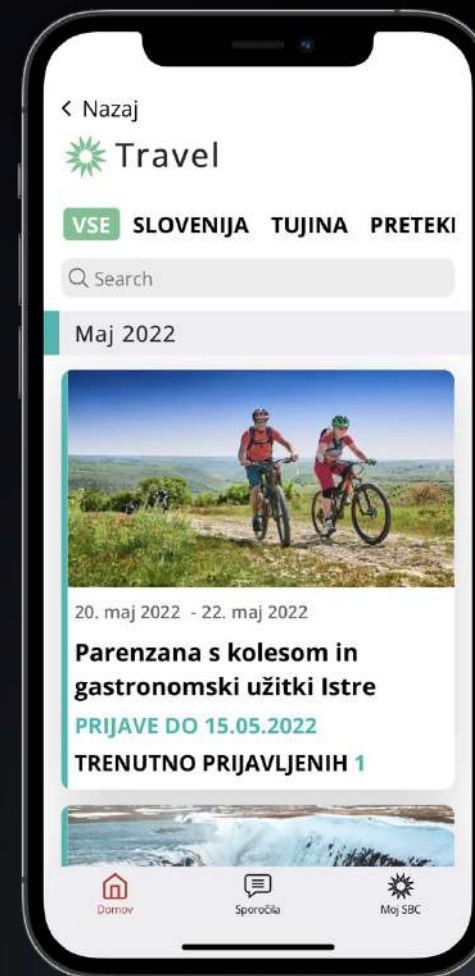 Nazaj
Travel
VSE SLOVENIJA TUJINA PRETEKI
Search
Maj 2022
20. maj 2022 - 22. maj 2022
Parenzana s kolesom in
gastronomski užitki Istre
PRIJAVE DO 15.05.2022
TRENUTNO PRIJAVLJENIH 1
Domov Sporočila Moj SBC